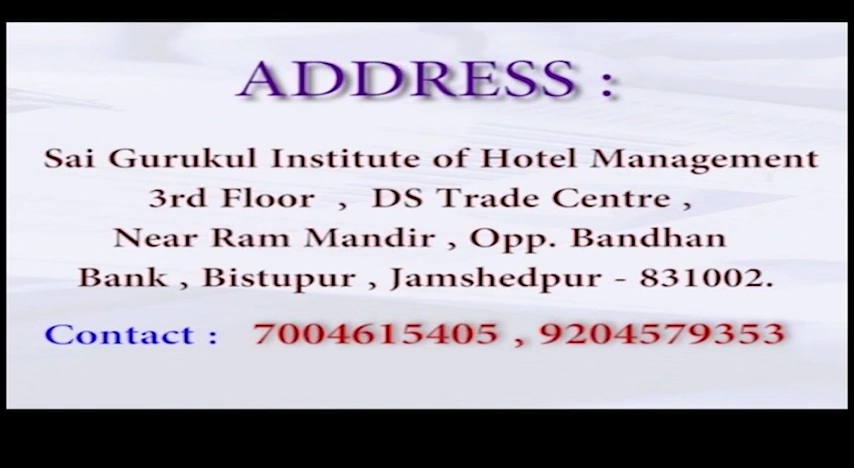 ADDRESS :
Sai Gurukul Institute of Hotel Management
3rd Floor , DS Trade Centre ,
Near Ram Mandir , Opp. Bandhan
Bank , Bistupur , Jamshedpur - 831002.
Contact : 7004615405 , 9204579353